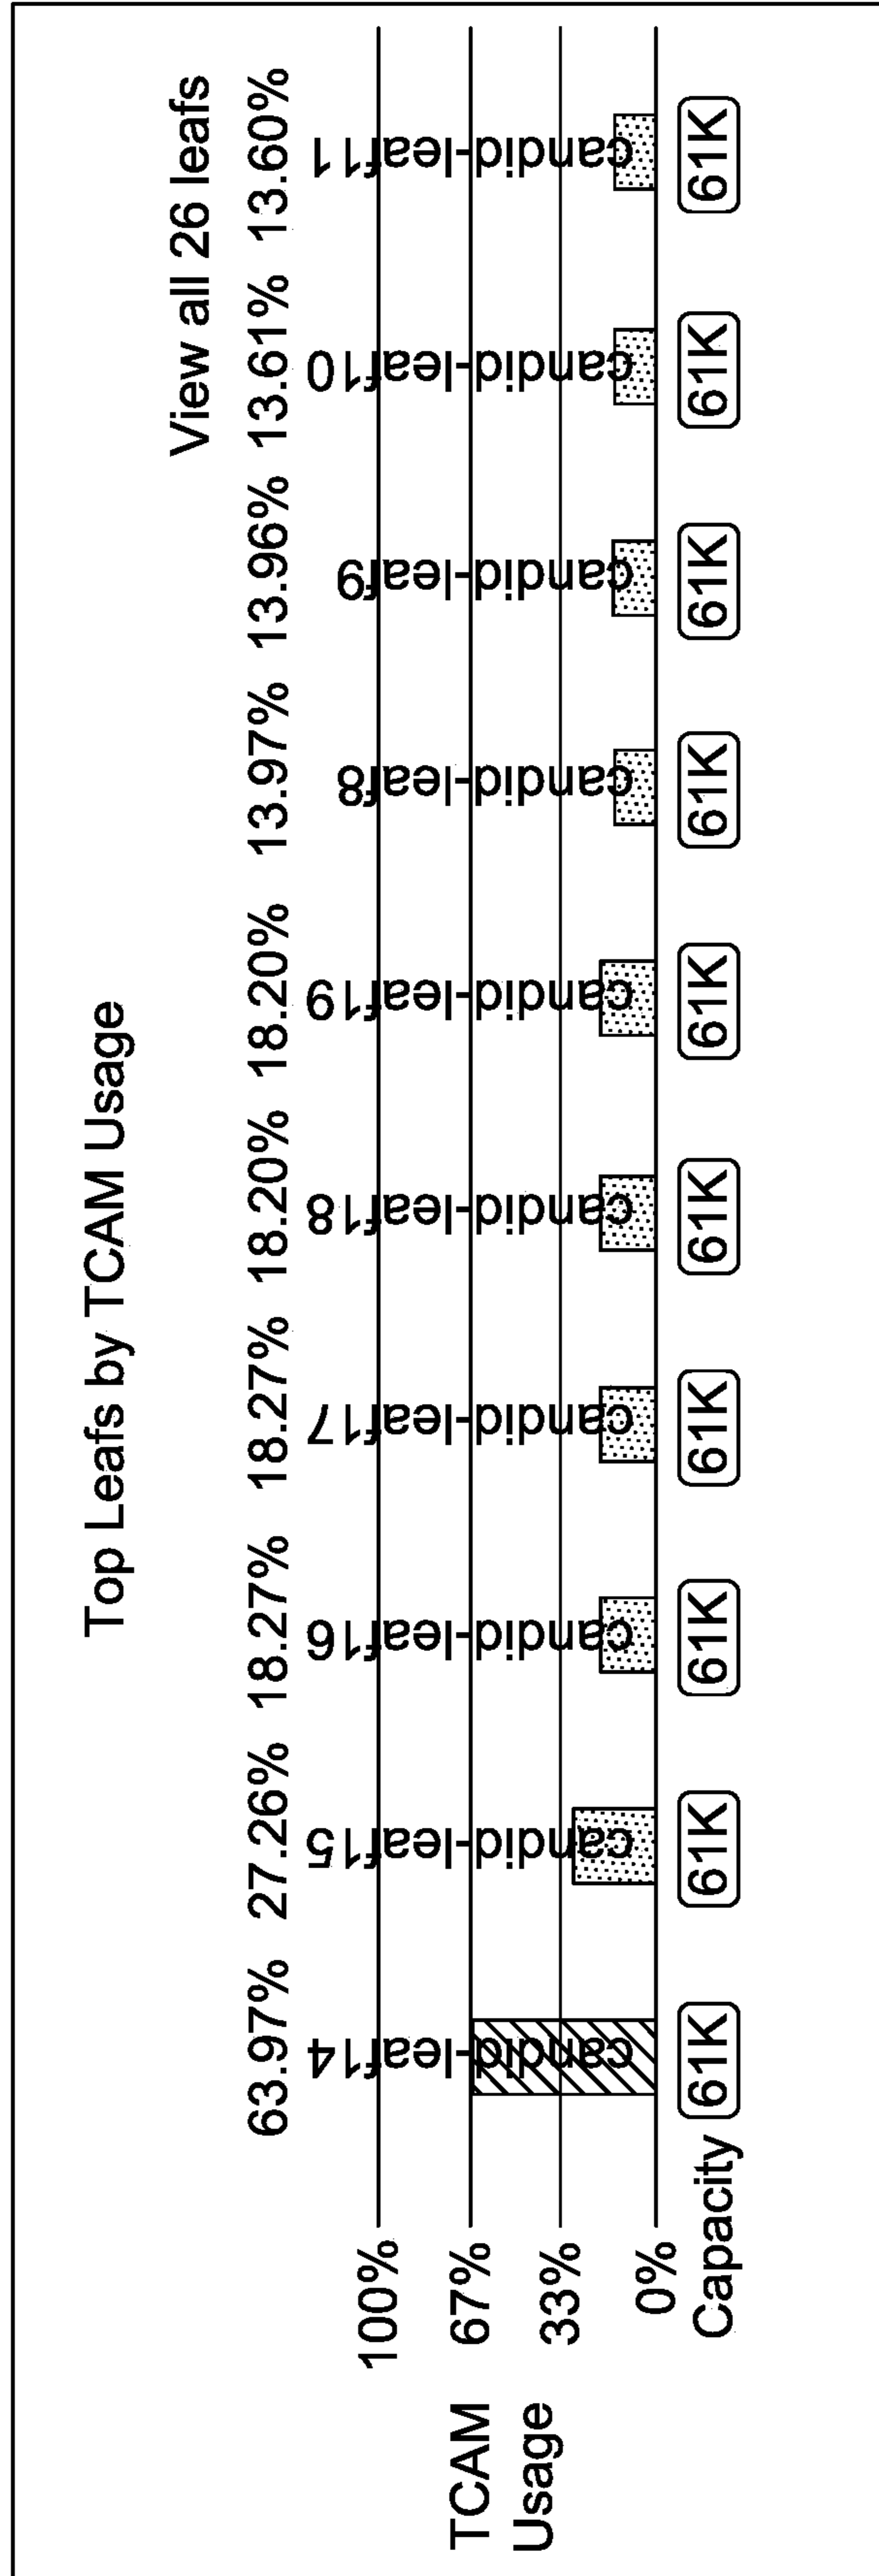 Top Leafs by TCAM Usage
View all 26 leafs
63.97% 27.26% 18.27% 18.27% 18.20% 18.20% 13.97% 13.96% 13.61% 13.60%
candid-leaf14 candid-leaf15 candid-leaf16 candid-leaf17 candid-leaf18 candid-leaf19 candid-leaf8 candid-leaf9 candid-leaf10 candid-leaf11
100%
TCAM 67%
Usage 33%
0%
Capacity 61K 61K 61K 61K 61K 61K 61K 61K 61K 61K